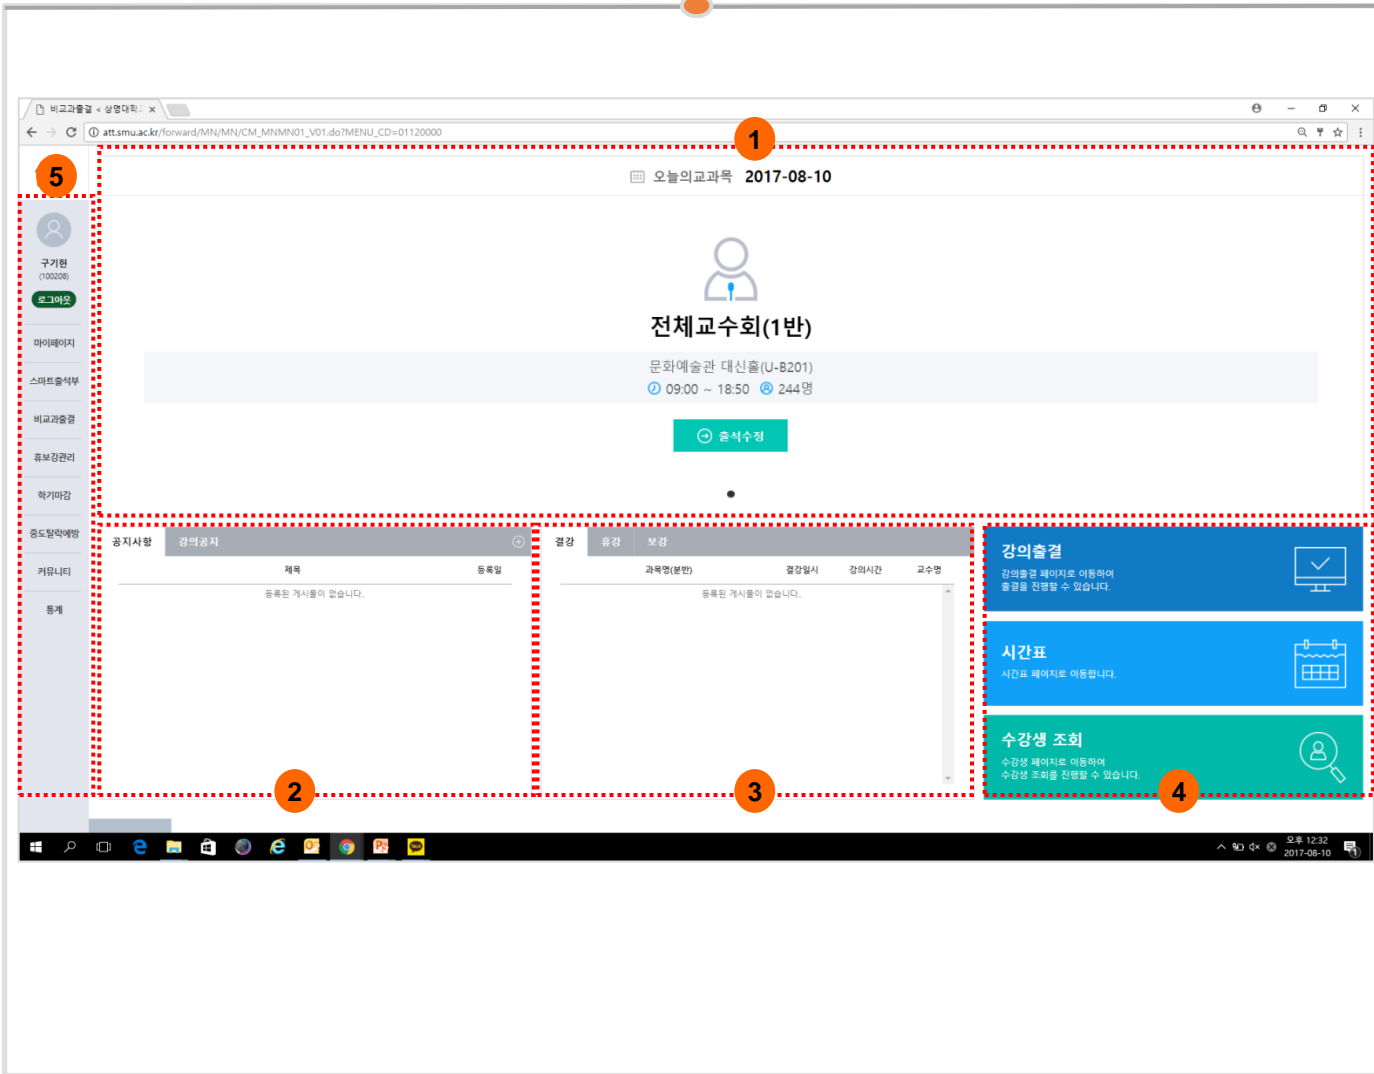 비교과출결 < 상명대학
att.smu.ac.kr/forward/MN/MN/CM_MNMN01_V01.do?MENU_CD=01120000
1
5
오늘의교과목 2017-08-10
구기현
(100208)
로그아웃
마이페이지
스마트출석부
비교과출결
휴보강관리
학기마감
중도탈락예방
커뮤니티
통계
전체교수회(1반)
문화예술관 대신홀(U-B201)
09:00 ~ 18:50 244명
출석수정
공지사항 강의공지
제목 등록일
등록된 게시물이 없습니다.
2
결강 휴강 보강
과목명(분반) 결강일시 강의시간 교수명
등록된 게시물이 없습니다.
3
강의출결
강의출결 페이지로 이동하여
출결을 진행할 수 있습니다.
시간표
시간표 페이지로 이동합니다.
수강생 조회
수강생 페이지로 이동하여
수강생 조회를 진행할 수 있습니다.
4
오후 12:32
2017-08-10